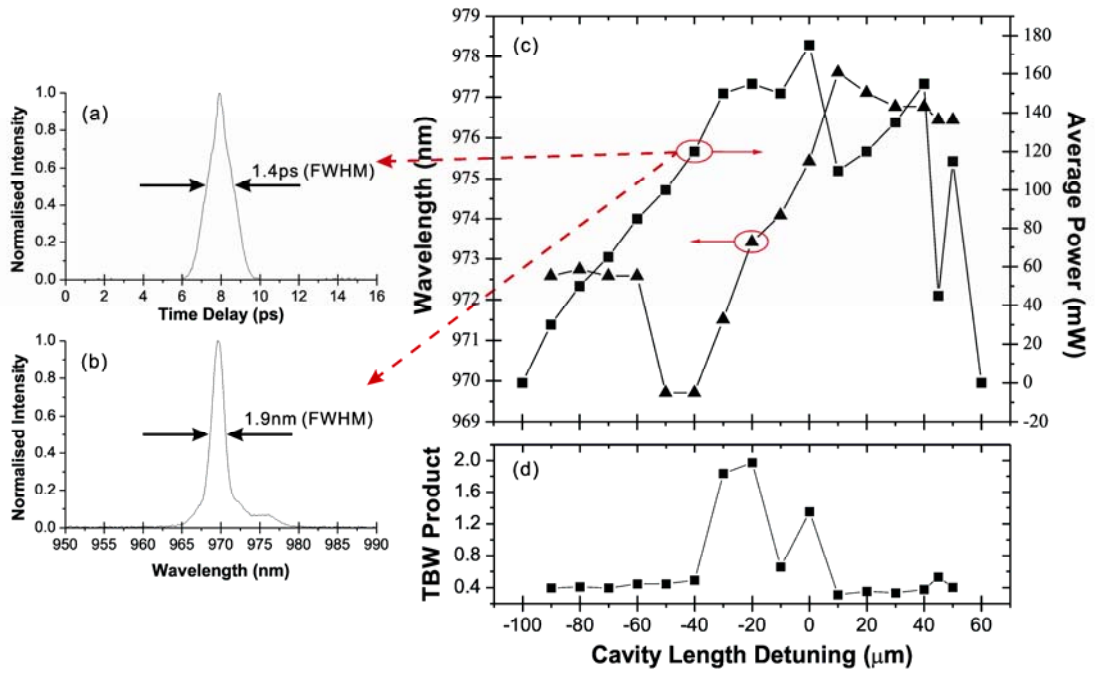 (a)
Normalised Intensity
1.0
0.8
0.6
0.4
0.2
0.0
1.4ps (FWHM)
0 2 4 6 8 10 12 14 16
Time Delay (ps)
(b)
Normalised Intensity
1.0
0.8
0.6
0.4
0.2
0.0
1.9nm (FWHM)
950 955 960 965 970 975 980 985 990
Wavelength (nm)
(c)
Wavelength (nm)
979
978
977
976
975
974
973
972
971
970
969
Average Power (mW)
180
160
140
120
100
80
60
40
20
0
-20
(d)
TBW Product
2.0
1.6
1.2
0.8
0.4
-100 -80 -60 -40 -20 0 20 40 60
Cavity Length Detuning (μm)